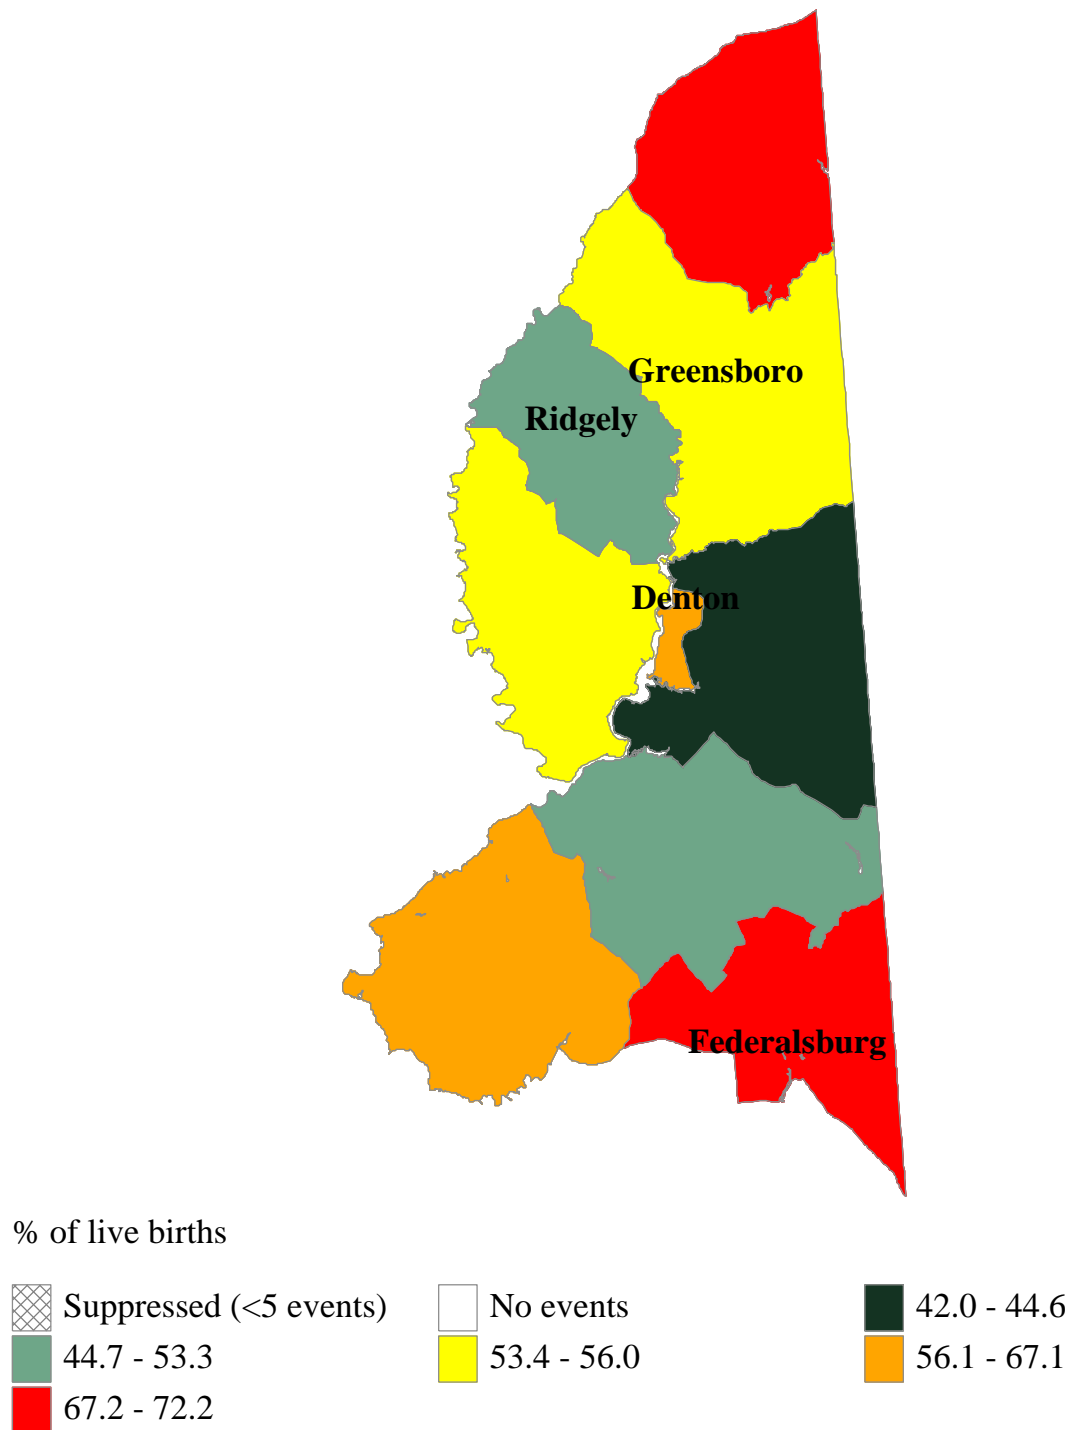 Greensboro
Ridgely
Denton
Federalsburg
% of live births
Suppressed (<5 events)
No events
42.0 - 44.6
44.7 - 53.3
53.4 - 56.0
56.1 - 67.1
67.2 - 72.2